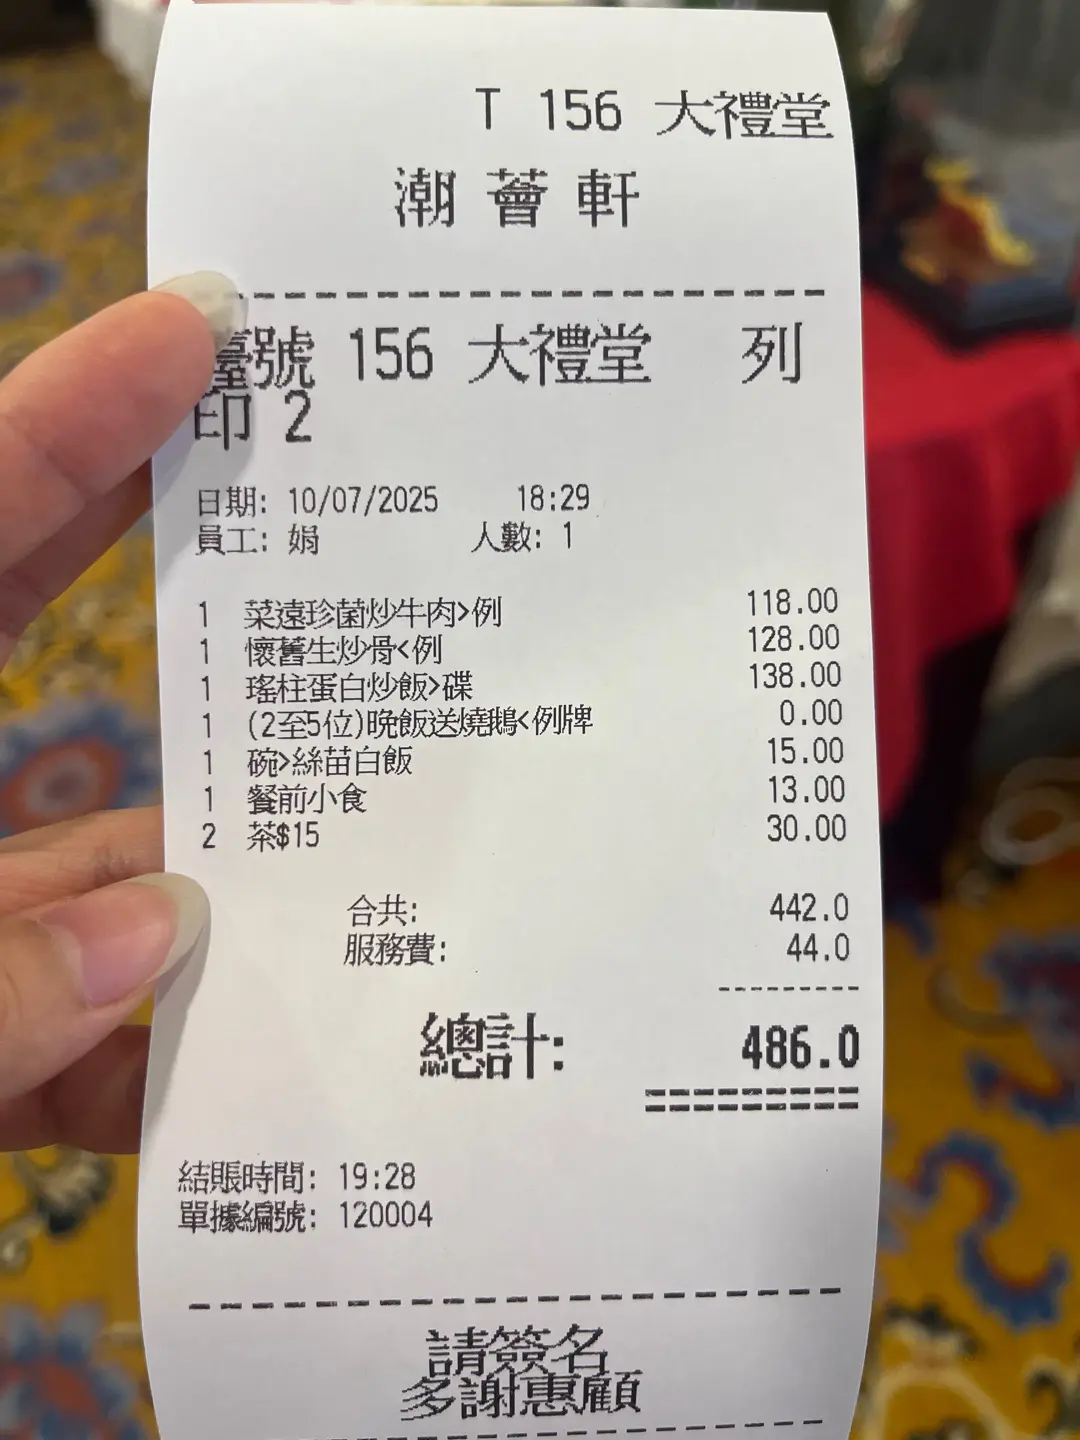 T 156 大禮堂
潮薈軒
臺號 156 大禮堂 列
印 2
日期: 10/07/2025 18:29
員工: 娟 人數: 1
1 菜遠珍菌炒牛肉>例 118.00
1 懷舊生炒骨<例 128.00
1 瑤柱蛋白炒飯>碟 138.00
1 (2至5位)晚飯送燒鵝<例牌 0.00
1 碗>絲苗白飯 15.00
1 餐前小食 13.00
2 茶$15 30.00
合共: 442.0
服務費: 44.0
總計: 486.0
結賬時間: 19:28
單據編號: 120004
請簽名
多謝惠顧